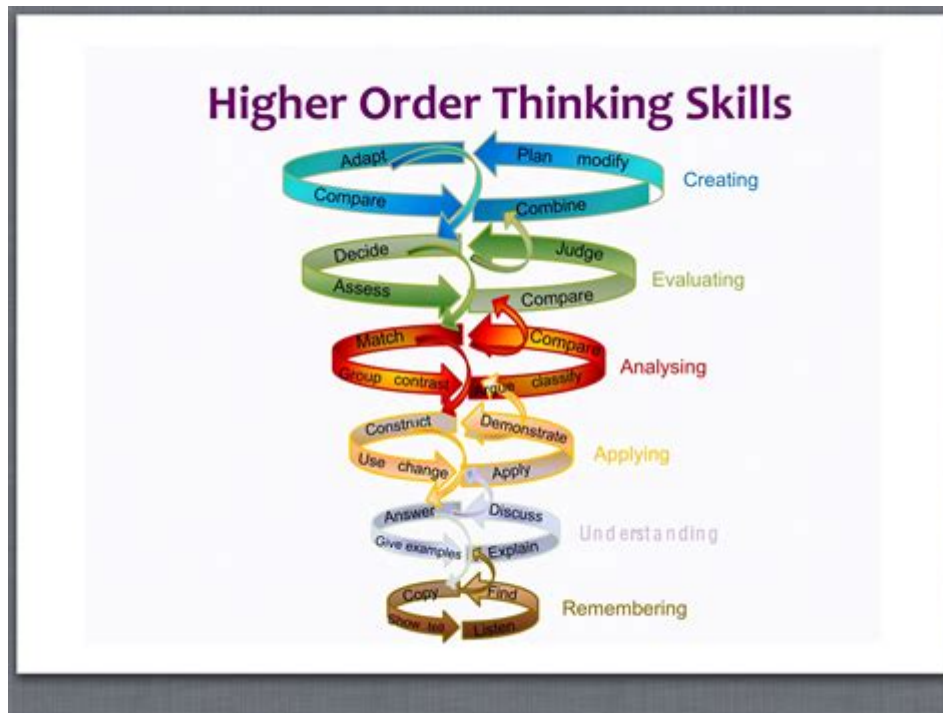 Higher Order Thinking Skills
Adapt
Plan modify
Compare
Combine
Creating
Decide
Judge
Assess
Compare
Evaluating
Match
Compare
Group contrast
Argue classify
Analysing
Construct
Demonstrate
Use change
Apply
Applying
Answer
Discuss
Give examples
Explain
Understanding
Copy
Find
Show tell
Listen
Remembering